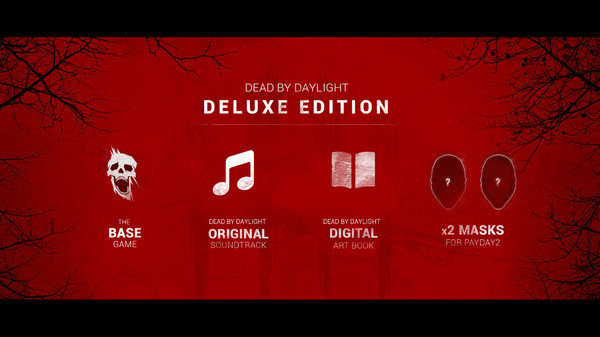 DEAD BY DAYLIGHT
DELUXE EDITION
THE
BASE
GAME
DEAD BY DAYLIGHT
ORIGINAL
SOUNDTRACK
DEAD BY DAYLIGHT
DIGITAL
ART BOOK
? ?
x2 MASKS
FOR PAYDAY2